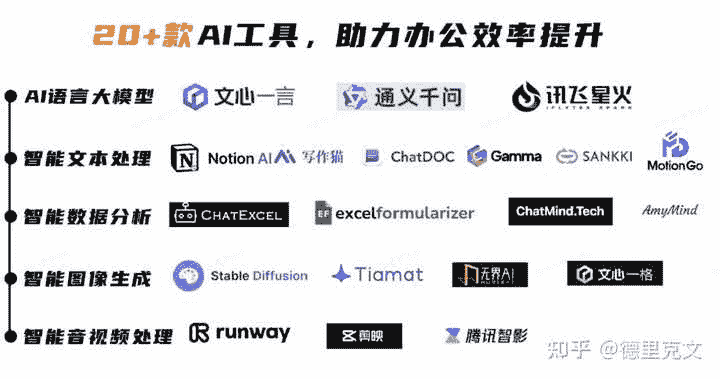 20+款AI工具，助力办公效率提升
AI语言大模型 文心一言 通义千问 讯飞星火
IFLYTEK SPARK
智能文本处理 Notion AI 写作猫 ChatDOC Gamma SANKKI MotionGo
智能数据分析 CHATEXCEL EF excelformularizer ChatMind.Tech AmyMind
智能图像生成 Stable Diffusion Tiamat 无界AI 文心一格
智能音视频处理 runway 剪映 腾讯智影
知乎 @德里克文